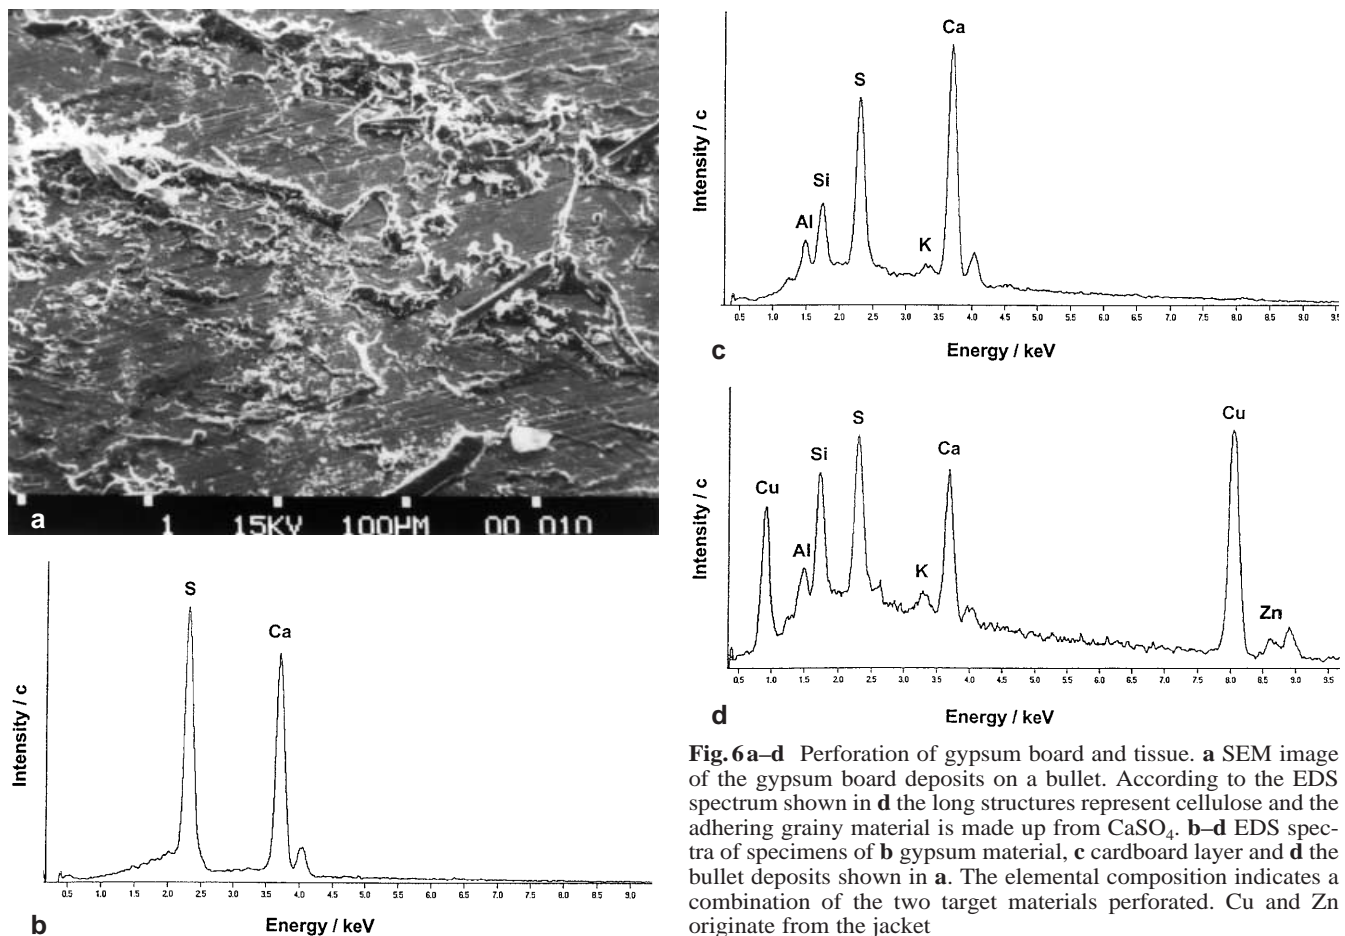 1 15KV 100µM 00 010
a
S
Ca
Intensity / c
0.5 1.0 1.5 2.0 2.5 3.0 3.5 4.0 4.5 5.0 5.5 6.0 6.5 7.0 7.5 8.0 8.5 9.0
Energy / keV
b
Ca
S
Si
Al
K
Intensity / c
0.5 1.0 1.5 2.0 2.5 3.0 3.5 4.0 4.5 5.0 5.5 6.0 6.5 7.0 7.5 8.0 8.5 9.0 9.5
Energy / keV
c
Cu
S
Si
Ca
Cu
Al
K
Zn
Intensity / c
0.5 1.0 1.5 2.0 2.5 3.0 3.5 4.0 4.5 5.0 5.5 6.0 6.5 7.0 7.5 8.0 8.5 9.0 9.5
Energy / keV
d
Fig. 6 a–d Perforation of gypsum board and tissue. a SEM image
of the gypsum board deposits on a bullet. According to the EDS
spectrum shown in d the long structures represent cellulose and the
adhering grainy material is made up from CaSO₄. b–d EDS spec-
tra of specimens of b gypsum material, c cardboard layer and d the
bullet deposits shown in a. The elemental composition indicates a
combination of the two target materials perforated. Cu and Zn
originate from the jacket